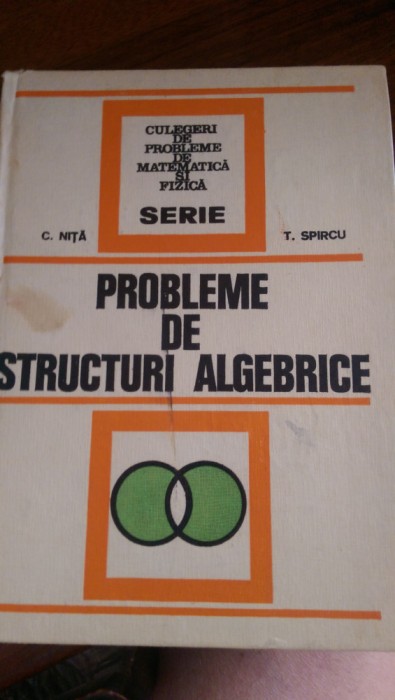 CULEGERI
DE
PROBLEME
DE
MATEMATICĂ
ȘI
FIZICĂ
SERIE
C. NIȚĂ
T. SPIRCU
PROBLEME
DE
STRUCTURI ALGEBRICE